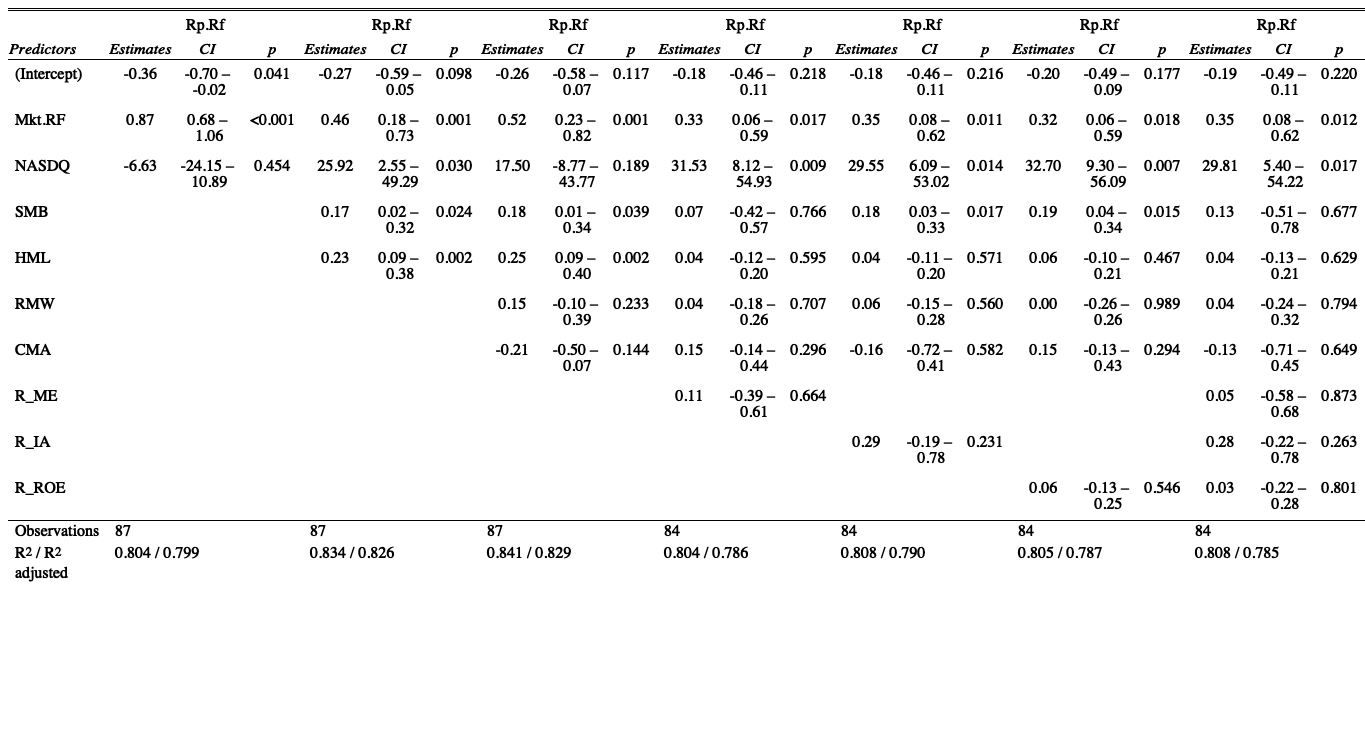 Rp.Rf Rp.Rf Rp.Rf Rp.Rf Rp.Rf Rp.Rf Rp.Rf
Predictors Estimates CI p Estimates CI p Estimates CI p Estimates CI p Estimates CI p Estimates CI p Estimates CI p
(Intercept) -0.36 -0.70 – 0.041 -0.27 -0.59 – 0.098 -0.26 -0.58 – 0.117 -0.18 -0.46 – 0.218 -0.18 -0.46 – 0.216 -0.20 -0.49 – 0.177 -0.19 -0.49 – 0.220
-0.02 0.05 0.07 0.11 0.11 0.09 0.11
Mkt.RF 0.87 0.68 – <0.001 0.46 0.18 – 0.001 0.52 0.23 – 0.001 0.33 0.06 – 0.017 0.35 0.08 – 0.011 0.32 0.06 – 0.018 0.35 0.08 – 0.012
1.06 0.73 0.82 0.59 0.62 0.59 0.62
NASDQ -6.63 -24.15 – 0.454 25.92 2.55 – 0.030 17.50 -8.77 – 0.189 31.53 8.12 – 0.009 29.55 6.09 – 0.014 32.70 9.30 – 0.007 29.81 5.40 – 0.017
10.89 49.29 43.77 54.93 53.02 56.09 54.22
SMB 0.17 0.02 – 0.024 0.18 0.01 – 0.039 0.07 -0.42 – 0.766 0.18 0.03 – 0.017 0.19 0.04 – 0.015 0.13 -0.51 – 0.677
0.32 0.34 0.57 0.33 0.34 0.78
HML 0.23 0.09 – 0.002 0.25 0.09 – 0.002 0.04 -0.12 – 0.595 0.04 -0.11 – 0.571 0.06 -0.10 – 0.467 0.04 -0.13 – 0.629
0.38 0.40 0.20 0.20 0.21 0.21
RMW 0.15 -0.10 – 0.233 0.04 -0.18 – 0.707 0.06 -0.15 – 0.560 0.00 -0.26 – 0.989 0.04 -0.24 – 0.794
0.39 0.26 0.28 0.26 0.32
CMA -0.21 -0.50 – 0.144 0.15 -0.14 – 0.296 -0.16 -0.72 – 0.582 0.15 -0.13 – 0.294 -0.13 -0.71 – 0.649
0.07 0.44 0.41 0.43 0.45
R_ME 0.11 -0.39 – 0.664 0.05 -0.58 – 0.873
0.61 0.68
R_IA 0.29 -0.19 – 0.231 0.28 -0.22 – 0.263
0.78 0.78
R_ROE 0.06 -0.13 – 0.546 0.03 -0.22 – 0.801
0.25 0.28
Observations 87 87 87 84 84 84 84
R2 / R2 0.804 / 0.799 0.834 / 0.826 0.841 / 0.829 0.804 / 0.786 0.808 / 0.790 0.805 / 0.787 0.808 / 0.785
adjusted